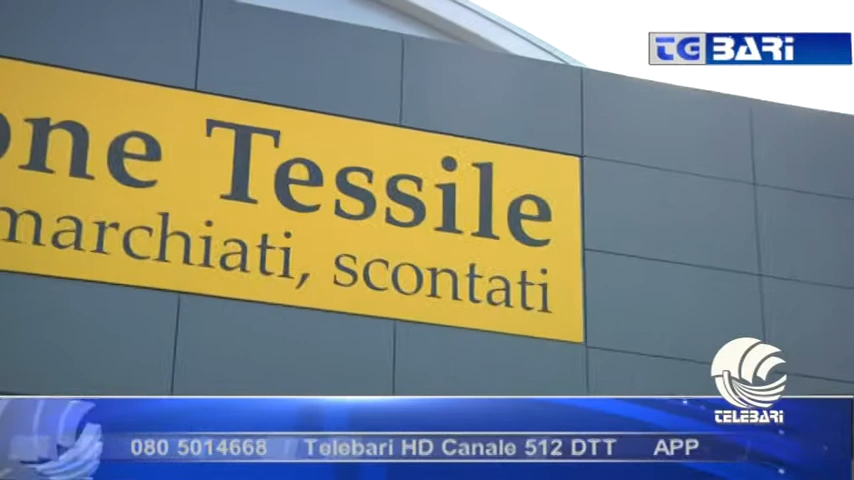 TG BARI
one Tessile
marchiati, scontati
TELEBARI
080 5014668 Telebari HD Canale 512 DTT APP